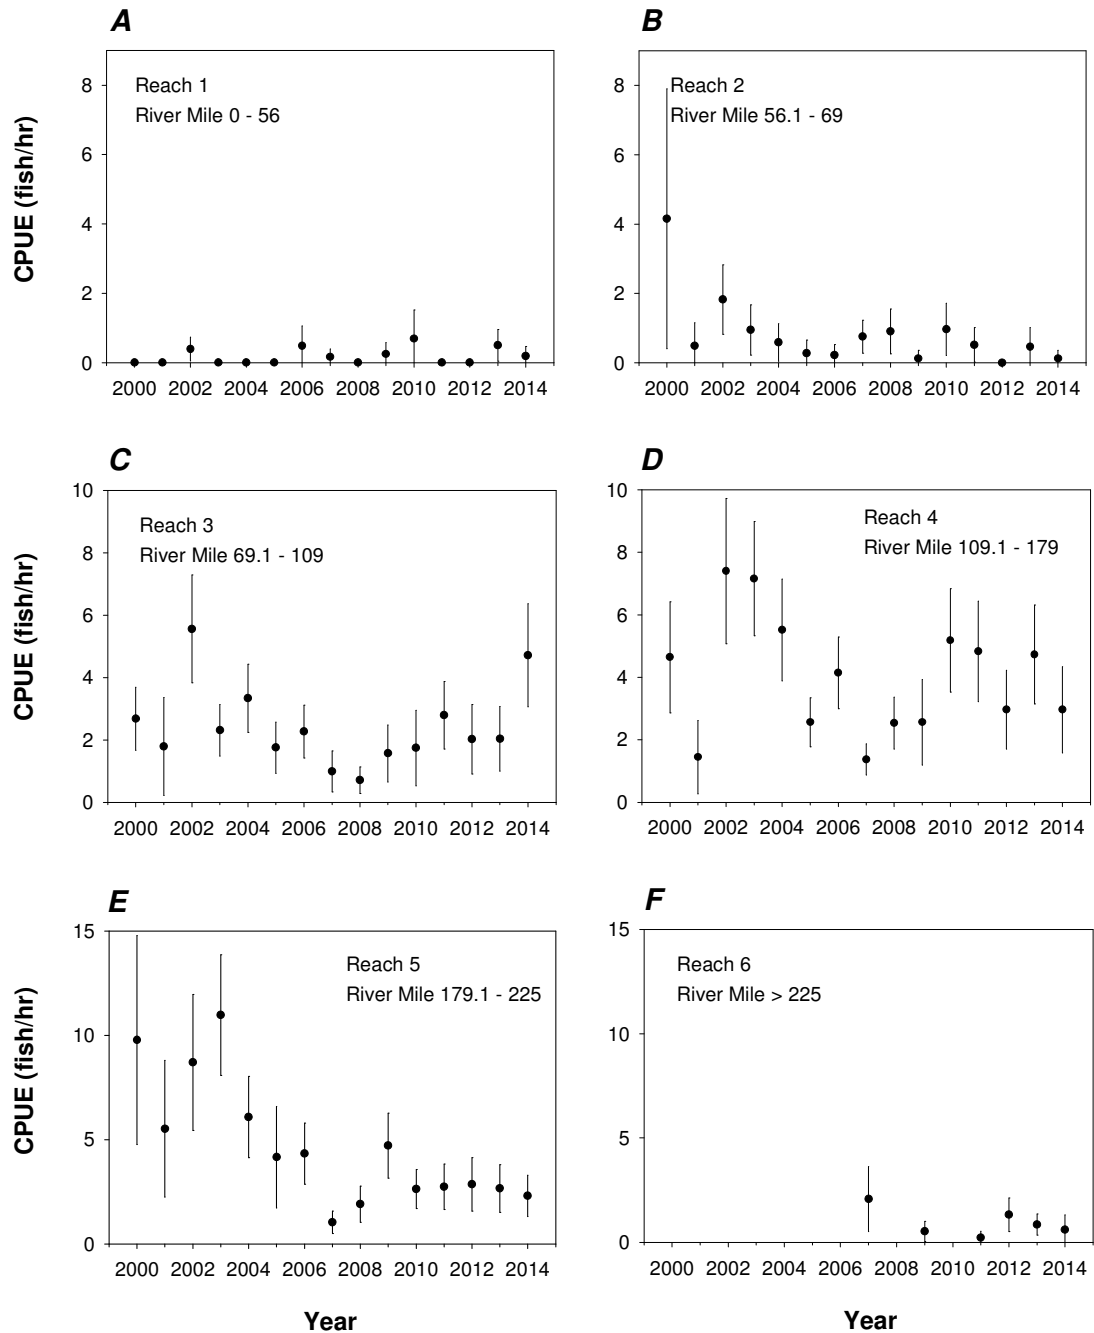 A
Reach 1
River Mile 0 - 56
CPUE (fish/hr)
8
6
4
2
0
2000 2002 2004 2006 2008 2010 2012 2014
B
Reach 2
River Mile 56.1 - 69
8
6
4
2
0
2000 2002 2004 2006 2008 2010 2012 2014
C
Reach 3
River Mile 69.1 - 109
CPUE (fish/hr)
10
8
6
4
2
0
2000 2002 2004 2006 2008 2010 2012 2014
D
Reach 4
River Mile 109.1 - 179
10
8
6
4
2
0
2000 2002 2004 2006 2008 2010 2012 2014
E
Reach 5
River Mile 179.1 - 225
CPUE (fish/hr)
15
10
5
0
2000 2002 2004 2006 2008 2010 2012 2014
Year
F
Reach 6
River Mile > 225
15
10
5
0
2000 2002 2004 2006 2008 2010 2012 2014
Year